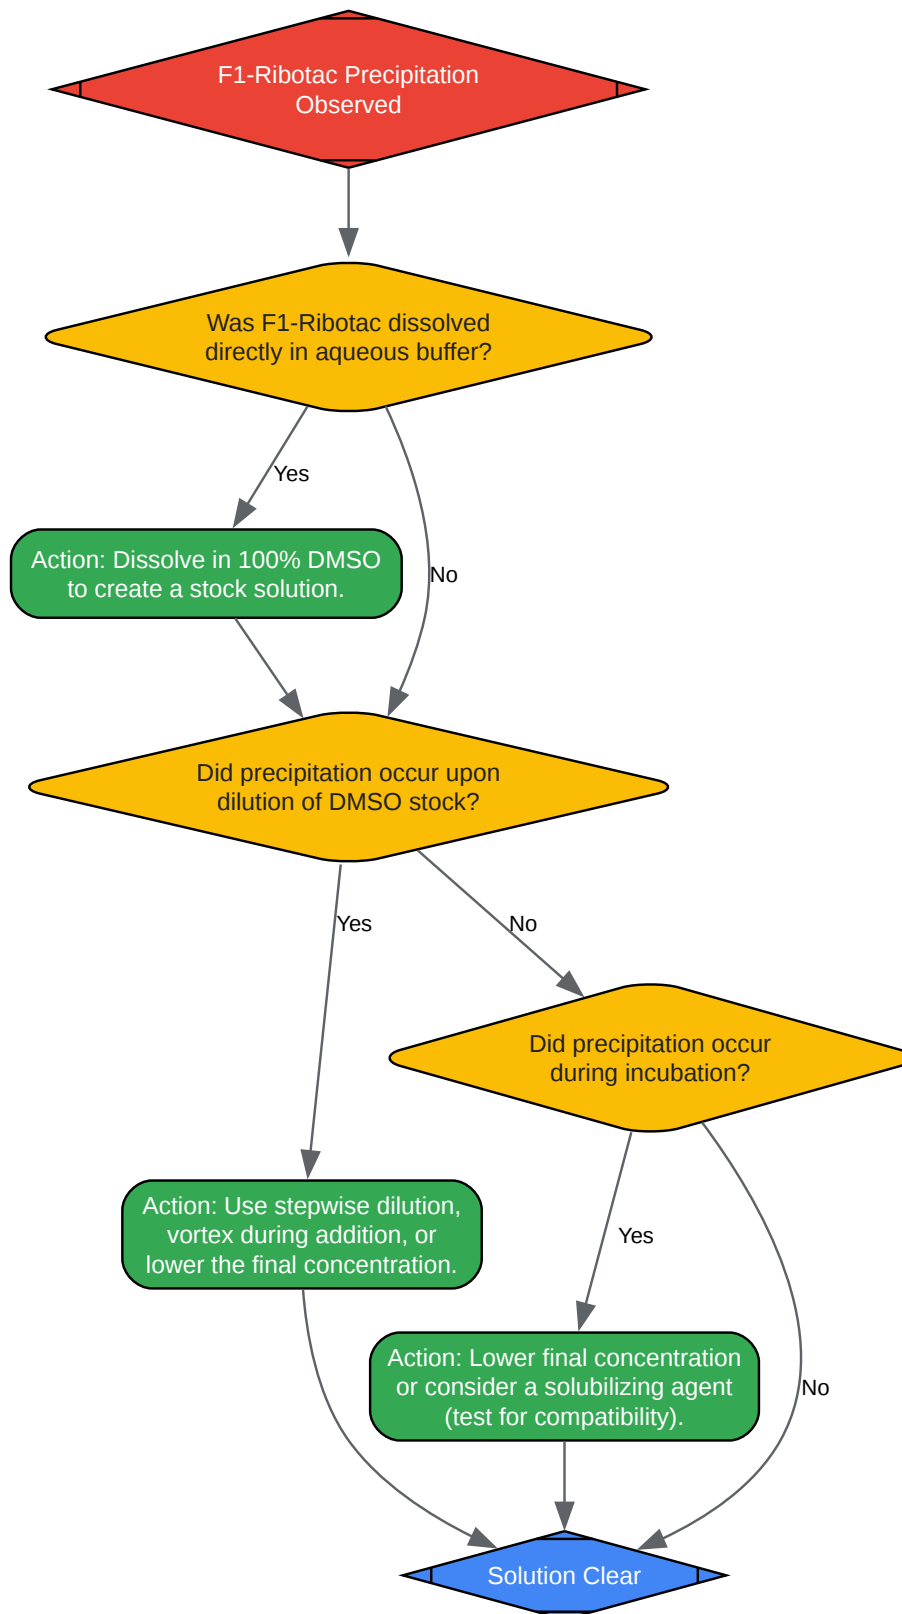 F1-Ribotac Precipitation
Observed
Was F1-Ribotac dissolved
directly in aqueous buffer?
Yes
Action: Dissolve in 100% DMSO
to create a stock solution.
No
Did precipitation occur upon
dilution of DMSO stock?
Yes
No
Did precipitation occur
during incubation?
Action: Use stepwise dilution,
vortex during addition, or
lower the final concentration.
Yes
Action: Lower final concentration
or consider a solubilizing agent
(test for compatibility).
No
Solution Clear